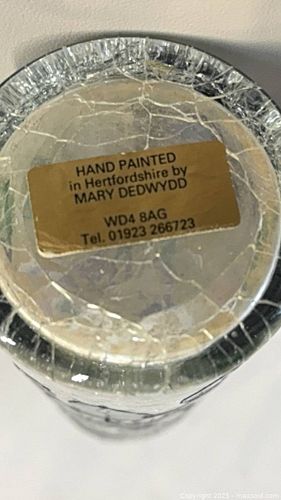 HAND PAINTED
in Hertfordshire by
MARY DEDWYDD
WD4 8AG
Tel. 01923 266723